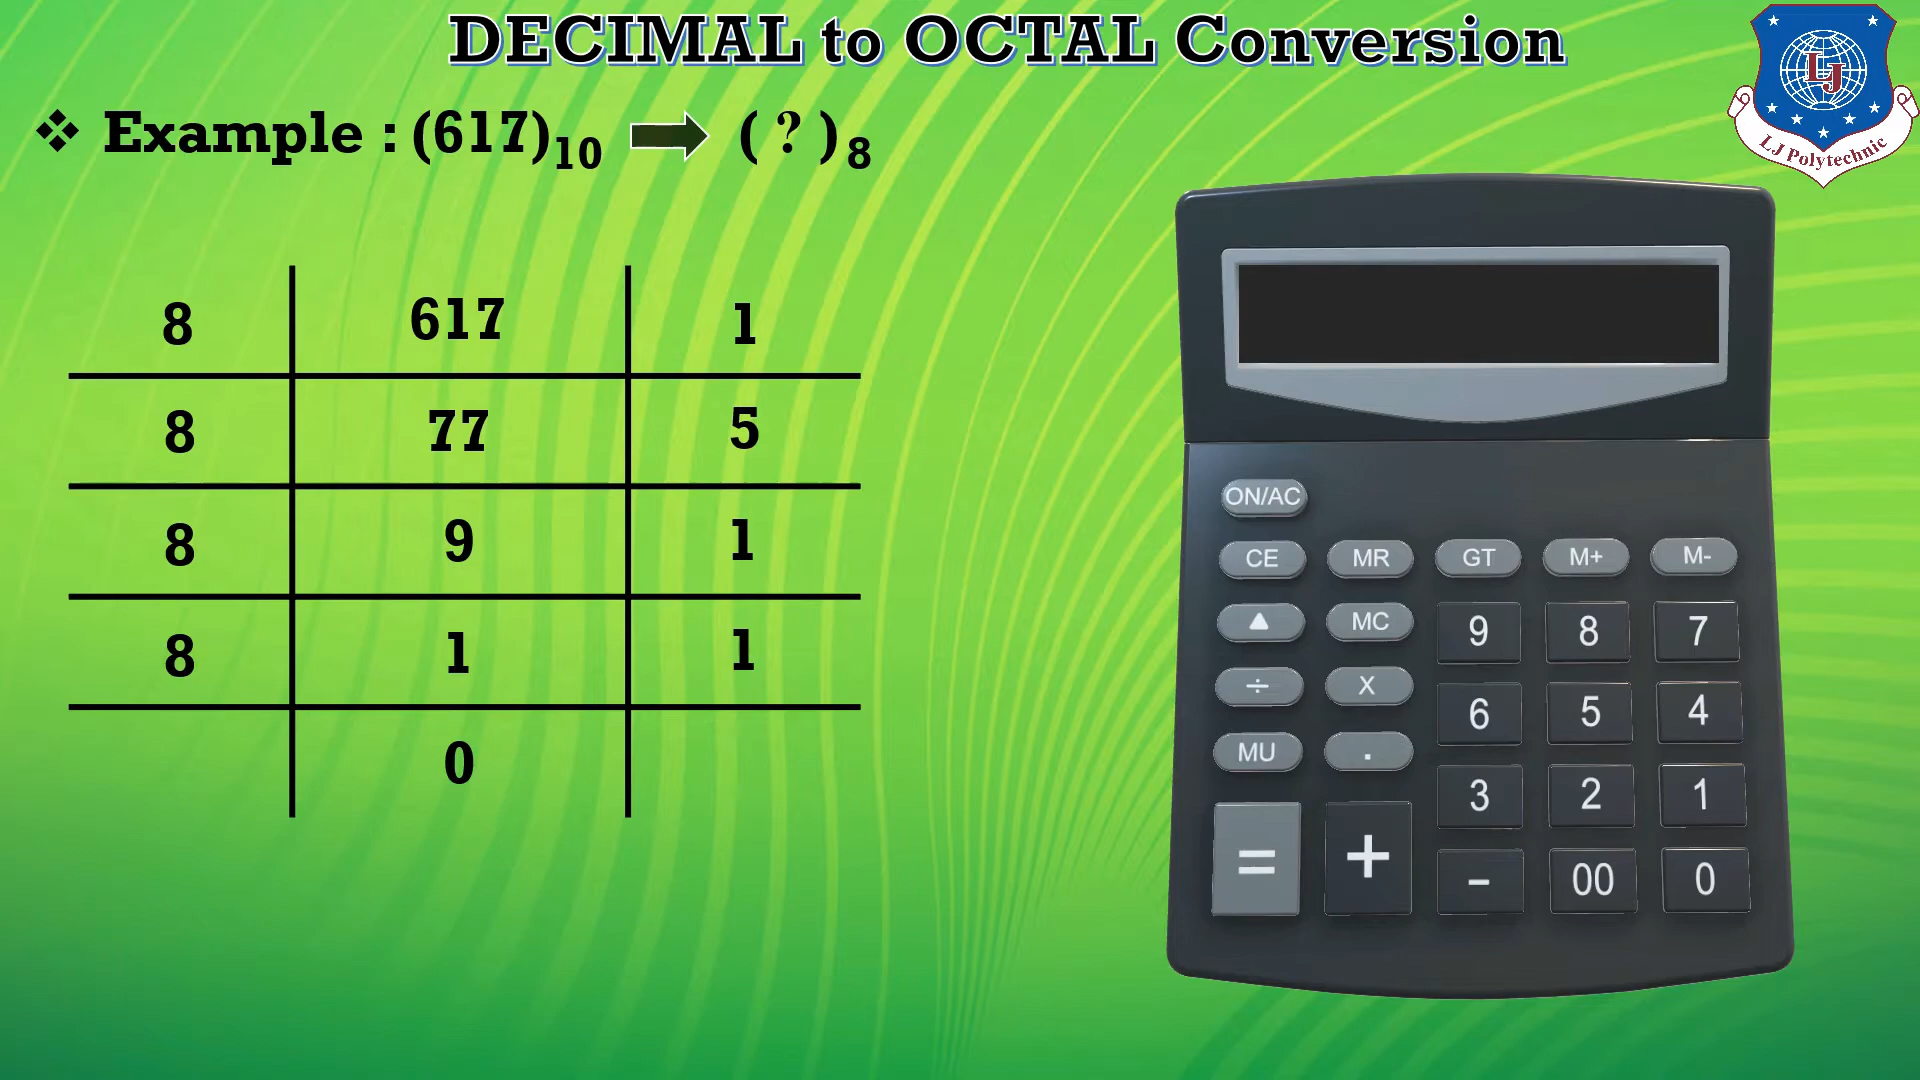 DECIMAL to OCTAL Conversion
❖ Example : (617)10 ➡ ( ? )8
LJ
LJ Polytechnic
8 617 1
8 77 5
8 9 1
8 1 1
0
ON/AC
CE MR GT M+ M-
▲ MC 9 8 7
÷ X 6 5 4
MU . 3 2 1
= + - 00 0